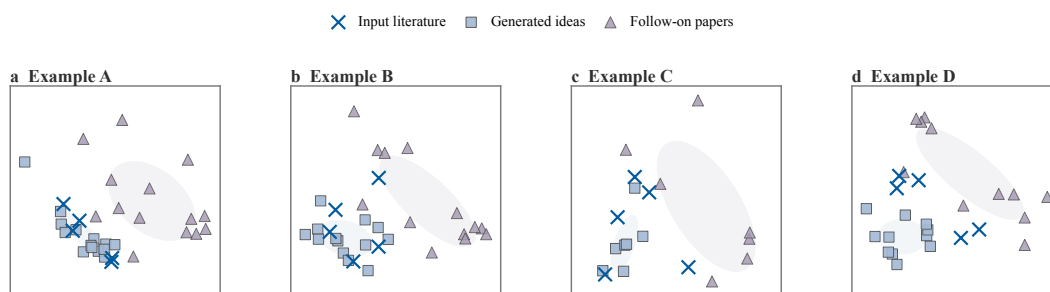 Input literature Generated ideas Follow-on papers
a Example A b Example B c Example C d Example D